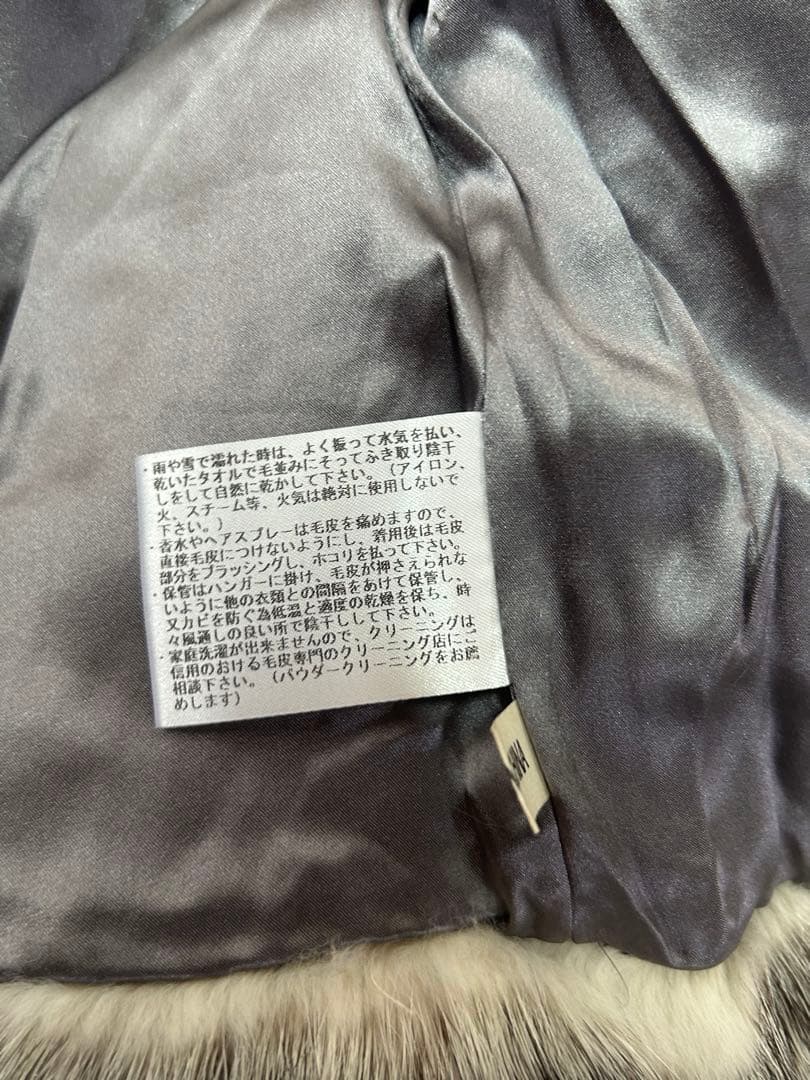 ・雨や雪で濡れた時は、よく振って水気を払い、
乾いたタオルで毛並みにそってふき取り陰干
しをして自然に乾かして下さい。（アイロン、
火、スチーム等、火気は絶対に使用しないで
下さい。）
・香水やヘアスプレーは毛皮を痛めますので、
直接毛皮につけないようにし、着用後は毛皮
部分をブラッシングし、ホコリを払って下さい。
・保管はハンガーに掛け、毛皮が押さえられな
いように他の衣類との間隔をあけて保管し、
又カビを防ぐ為低温と適度の乾燥を保ち、時
々風通しの良い所で陰干しして下さい。
・家庭洗濯が出来ませんので、クリーニングは
信用のおける毛皮専門のクリーニング店にご
相談下さい。（パウダークリーニングをお薦
めします）